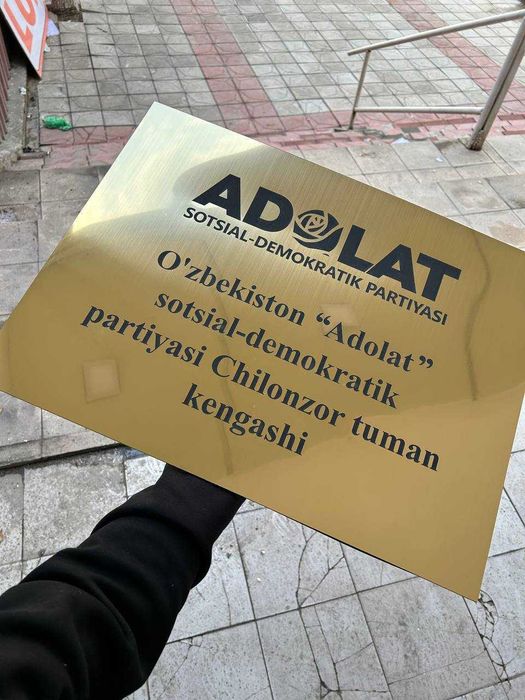 ADOLAT
SOTSIAL-DEMOKRATIK PARTIYASI
O'zbekiston “Adolat”
sotsial-demokratik
partiyasi Chilonzor tuman
kengashi